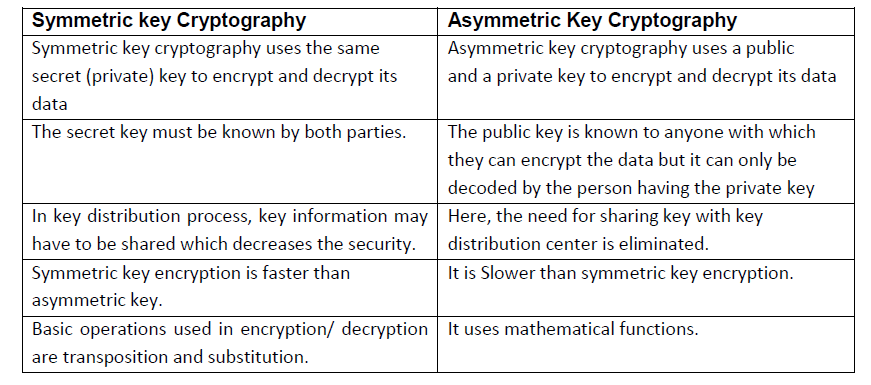 Symmetric key Cryptography
Asymmetric Key Cryptography
Symmetric key cryptography uses the same
secret (private) key to encrypt and decrypt its
data
Asymmetric key cryptography uses a public
and a private key to encrypt and decrypt its data
The secret key must be known by both parties.
The public key is known to anyone with which
they can encrypt the data but it can only be
decoded by the person having the private key
In key distribution process, key information may
have to be shared which decreases the security.
Here, the need for sharing key with key
distribution center is eliminated.
Symmetric key encryption is faster than
asymmetric key.
It is Slower than symmetric key encryption.
Basic operations used in encryption/ decryption
are transposition and substitution.
It uses mathematical functions.